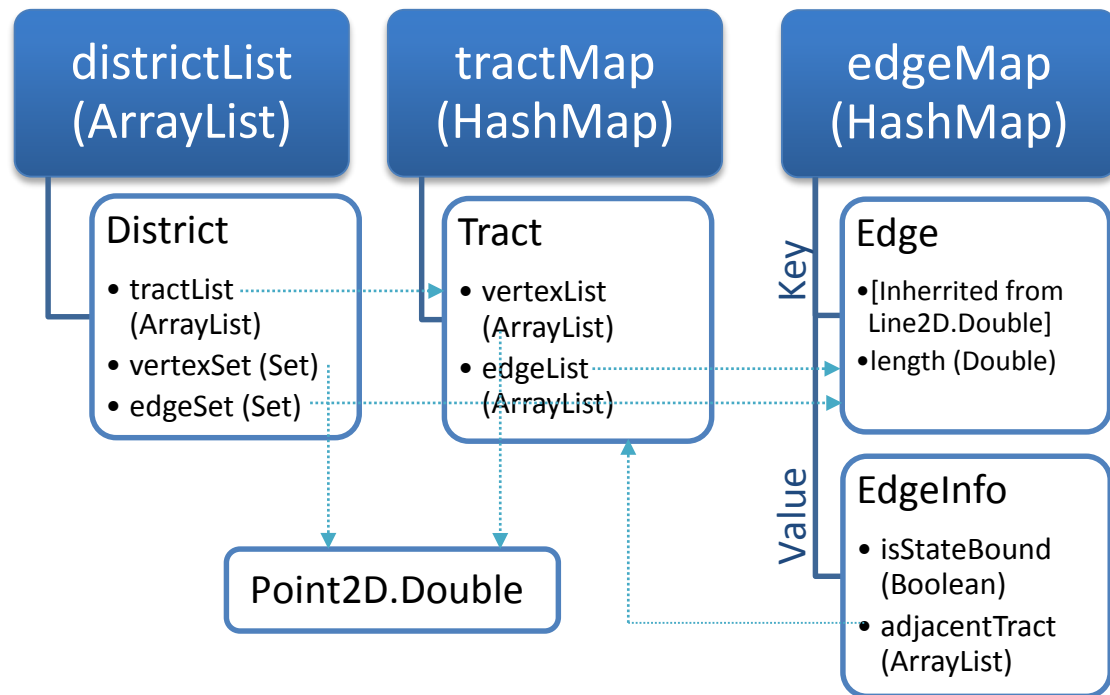 districtList
(ArrayList)
tractMap
(HashMap)
edgeMap
(HashMap)
District
• tractList
(ArrayList)
• vertexSet (Set)
• edgeSet (Set)
Tract
• vertexList
(ArrayList)
• edgeList
(ArrayList)
Key
Edge
•[Inherrited from
Line2D.Double]
•length (Double)
Value
EdgeInfo
• isStateBound
(Boolean)
• adjacentTract
(ArrayList)
Point2D.Double